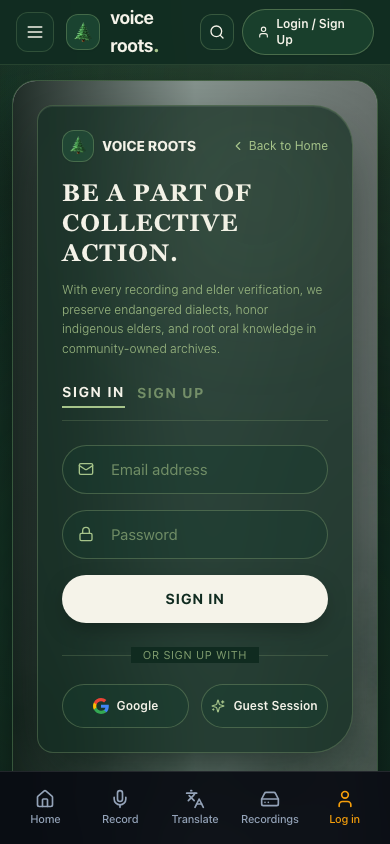 voice
roots.
Login / Sign
Up
VOICE ROOTS
Back to Home
BE A PART OF
COLLECTIVE
ACTION.
With every recording and elder verification, we
preserve endangered dialects, honor
indigenous elders, and root oral knowledge in
community-owned archives.
SIGN IN SIGN UP
Email address
Password
SIGN IN
OR SIGN UP WITH
Google Guest Session
Home Record Translate Recordings Log in